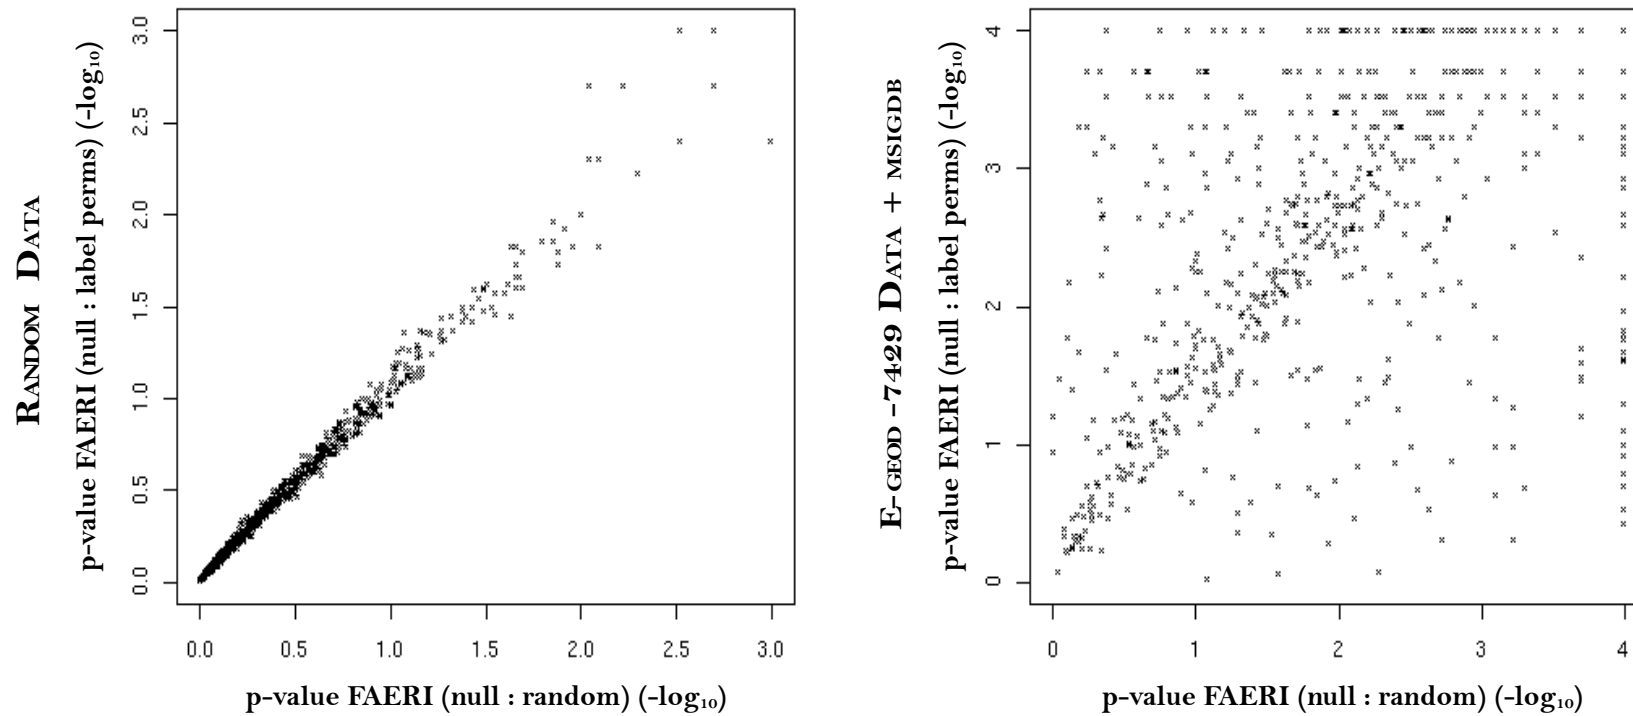 RANDOM DATA
p-value FAERI (null : label perms) (-log₁₀)
3.0
2.5
2.0
1.5
1.0
0.5
0.0
0.0 0.5 1.0 1.5 2.0 2.5 3.0
p-value FAERI (null : random) (-log₁₀)
E-GEOD -7429 DATA + MSIGDB
p-value FAERI (null : label perms) (-log₁₀)
4
3
2
1
0
0 1 2 3 4
p-value FAERI (null : random) (-log₁₀)